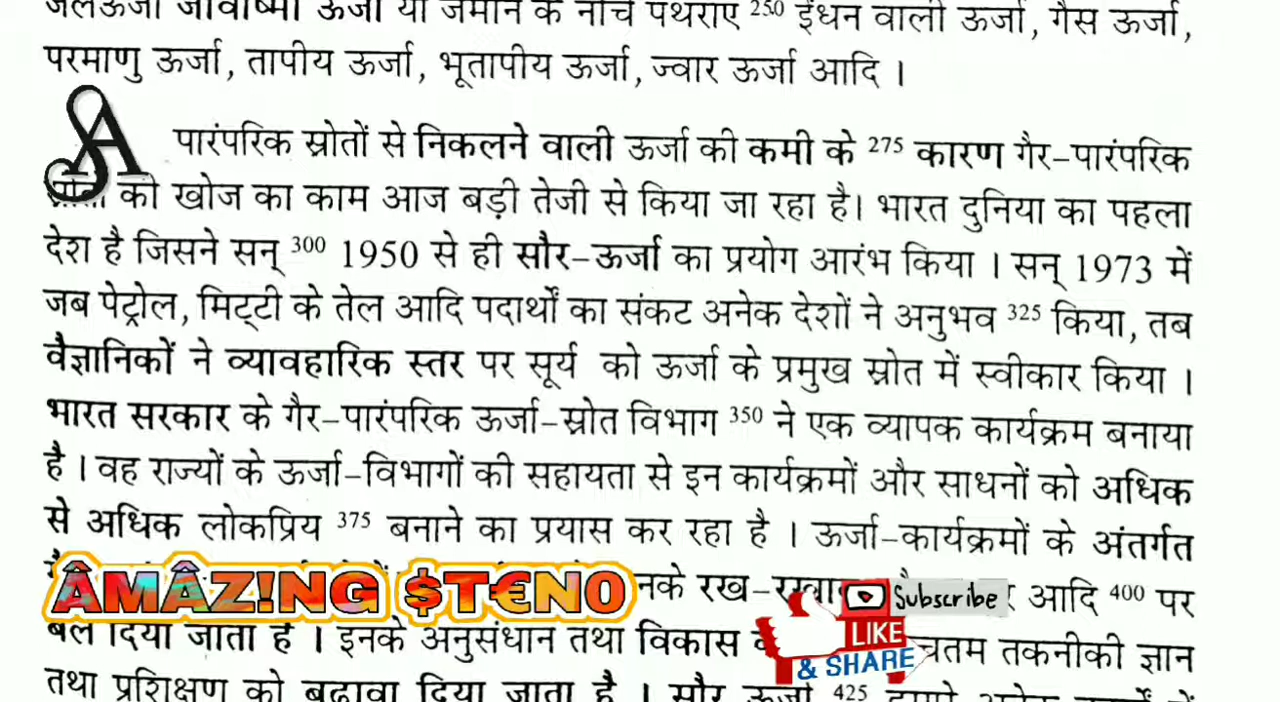 जलऊर्जा जीवोष्मा ऊर्जा या जमीन के नीचे पथराए 250 ईंधन वाली ऊर्जा, गैस ऊर्जा,
परमाणु ऊर्जा, तापीय ऊर्जा, भूतापीय ऊर्जा, ज्वार ऊर्जा आदि ।
पारंपरिक स्रोतों से निकलने वाली ऊर्जा की कमी के 275 कारण गैर-पारंपरिक
की खोज का काम आज बड़ी तेजी से किया जा रहा है। भारत दुनिया का पहला
देश है जिसने सन् 300 1950 से ही सौर-ऊर्जा का प्रयोग आरंभ किया । सन् 1973 में
जब पेट्रोल, मिट्टी के तेल आदि पदार्थों का संकट अनेक देशों ने अनुभव 325 किया, तब
वैज्ञानिकों ने व्यावहारिक स्तर पर सूर्य को ऊर्जा के प्रमुख स्रोत में स्वीकार किया ।
भारत सरकार के गैर-पारंपरिक ऊर्जा-स्रोत विभाग 350 ने एक व्यापक कार्यक्रम बनाया
है । वह राज्यों के ऊर्जा-विभागों की सहायता से इन कार्यक्रमों और साधनों को अधिक
से अधिक लोकप्रिय 375 बनाने का प्रयास कर रहा है । ऊर्जा-कार्यक्रमों के अंतर्गत
ÂMÂZ!NG $T€NO
रख-रखाव आदि 400 पर
Subscribe
बल दिया जाता है । इनके अनुसंधान तथा विकास तकनीकी ज्ञान
LIKE
& SHARE
तथा प्रशिक्षण को बढ़ावा दिया जाता है । सौर ऊर्जा 425 हमारे अनेक